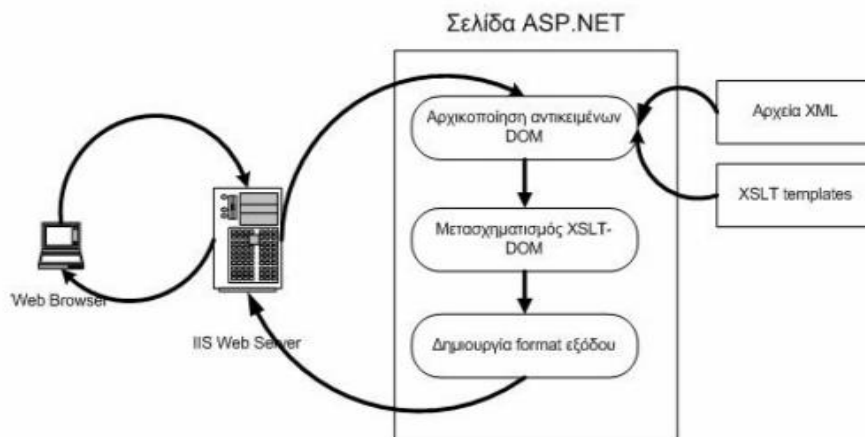 Σελίδα ASP.NET
Αρχικοποίηση αντικειμένων
DOM
Αρχεία XML
XSLT templates
Μετασχηματισμός XSLT-
DOM
Web Browser
IIS Web Server
Δημιουργία format εξόδου